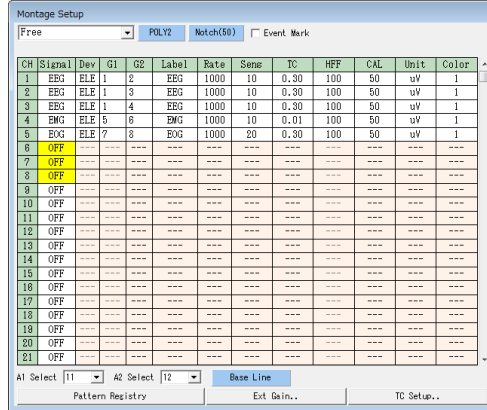 Montage Setup
Free POLY2 Notch(50) Event Mark
CH Signal Dev G1 G2 Label Rate Sens TC HFF CAL Unit Color
1 EEG ELE 1 2 EEG 1000 10 0.30 100 50 uV 1
2 EEG ELE 1 3 EEG 1000 10 0.30 100 50 uV 1
3 EEG ELE 1 4 EEG 1000 10 0.30 100 50 uV 1
4 EMG ELE 5 6 EMG 1000 10 0.01 100 50 uV 1
5 EOG ELE 7 8 EOG 1000 20 0.30 100 50 uV 1
6 OFF --- --- --- --- --- --- --- --- --- --- ---
7 OFF --- --- --- --- --- --- --- --- --- --- ---
8 OFF --- --- --- --- --- --- --- --- --- --- ---
9 OFF --- --- --- --- --- --- --- --- --- --- ---
10 OFF --- --- --- --- --- --- --- --- --- --- ---
11 OFF --- --- --- --- --- --- --- --- --- --- ---
12 OFF --- --- --- --- --- --- --- --- --- --- ---
13 OFF --- --- --- --- --- --- --- --- --- --- ---
14 OFF --- --- --- --- --- --- --- --- --- --- ---
15 OFF --- --- --- --- --- --- --- --- --- --- ---
16 OFF --- --- --- --- --- --- --- --- --- --- ---
17 OFF --- --- --- --- --- --- --- --- --- --- ---
18 OFF --- --- --- --- --- --- --- --- --- --- ---
19 OFF --- --- --- --- --- --- --- --- --- --- ---
20 OFF --- --- --- --- --- --- --- --- --- --- ---
21 OFF --- --- --- --- --- --- --- --- --- --- ---
A1 Select 11 A2 Select 12 Base Line
Pattern Registry Ext Gain.. TC Setup..